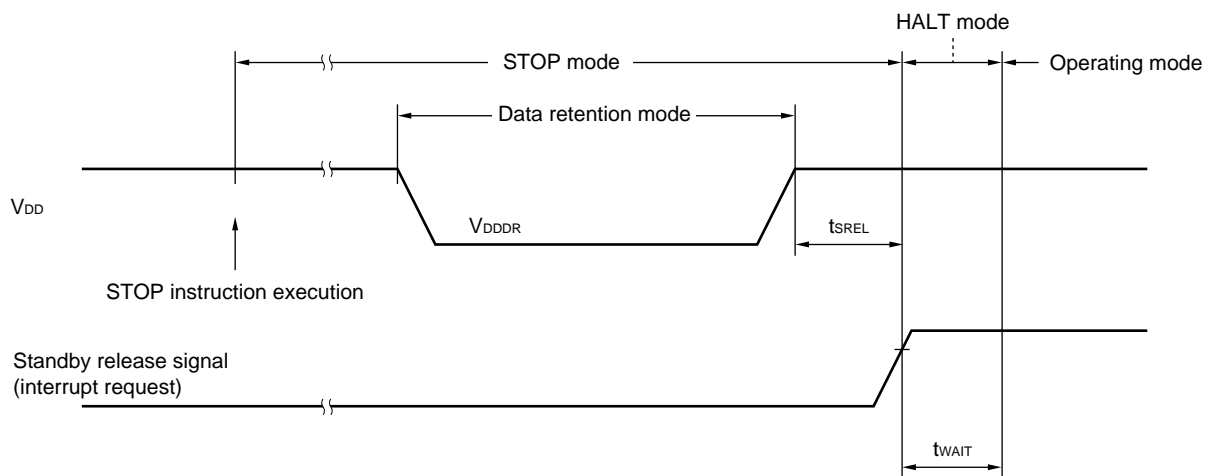 HALT mode
STOP mode
Operating mode
Data retention mode
VDD
VDDDR
tSREL
STOP instruction execution
Standby release signal
(interrupt request)
tWAIT